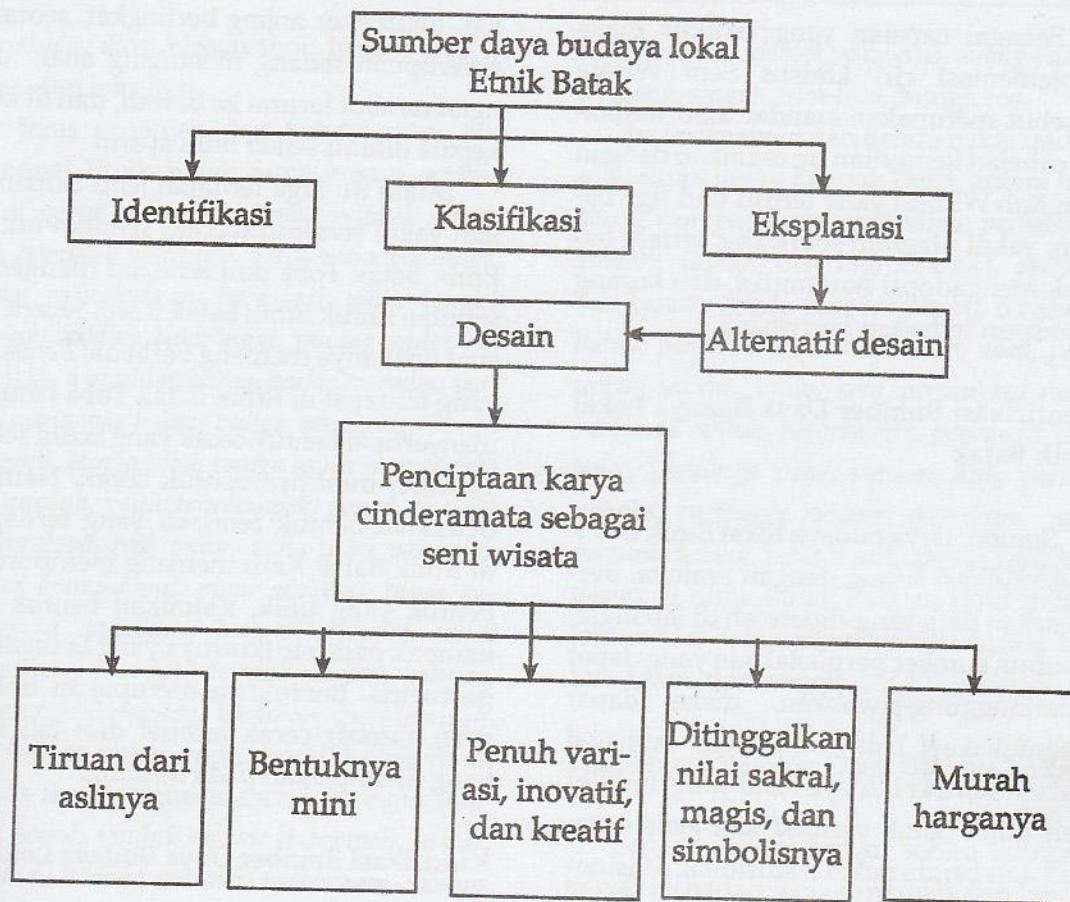 Sumber daya budaya lokal
Etnik Batak
Identifikasi
Klasifikasi
Eksplanasi
Desain
Alternatif desain
Penciptaan karya
cinderamata sebagai
seni wisata
Tiruan dari
aslinya
Bentuknya
mini
Penuh vari-
asi, inovatif,
dan kreatif
Ditinggalkan
nilai sakral,
magis, dan
simbolisnya
Murah
harganya